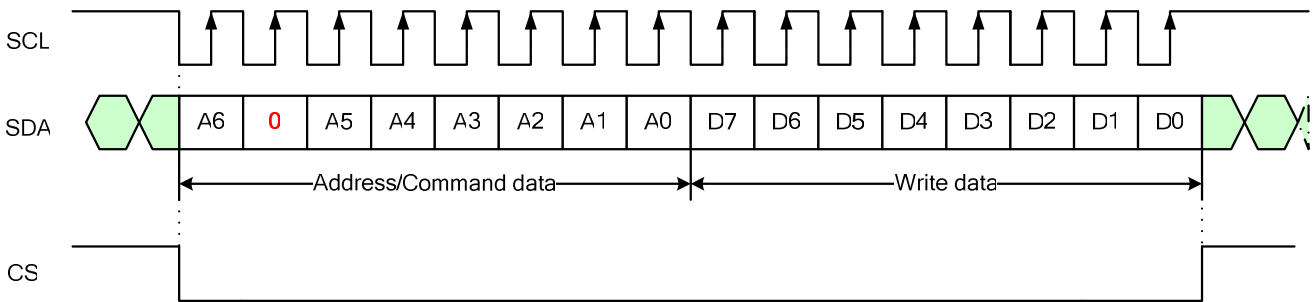 SCL
SDA A6 0 A5 A4 A3 A2 A1 A0 D7 D6 D5 D4 D3 D2 D1 D0
Address/Command data Write data
CS